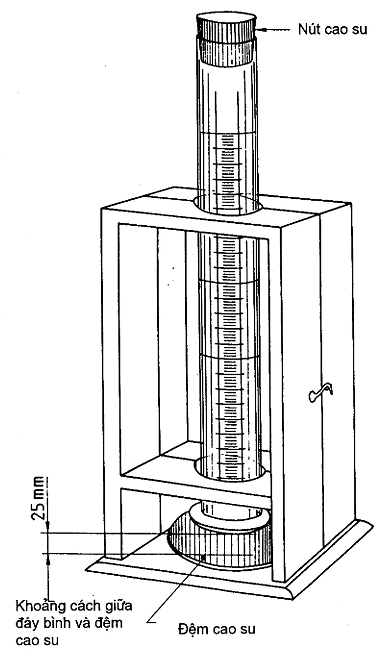 Nút cao su
25 mm
Khoảng cách giữa
đáy bình và đệm
cao su
Đệm cao su